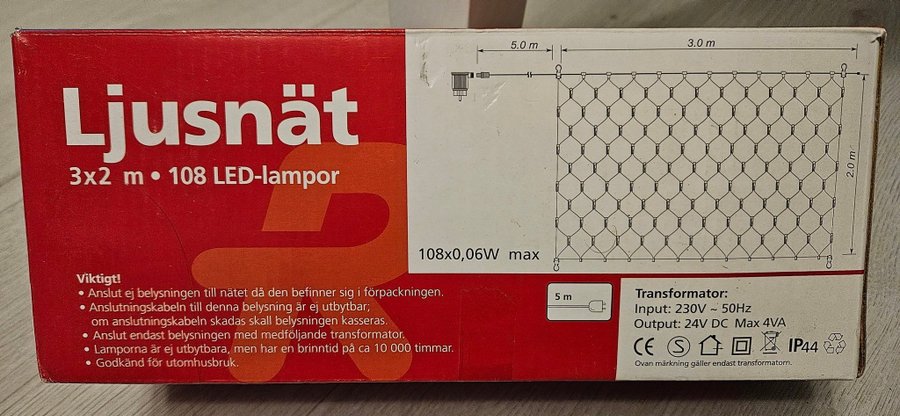 Ljusnät
3x2 m • 108 LED-lampor
Viktigt!
• Anslut ej belysningen till nätet då den befinner sig i förpackningen.
• Anslutningskabeln till denna belysning är ej utbytbar;
om anslutningskabeln skadas skall belysningen kasseras.
• Anslut endast belysningen med medföljande transformator.
• Lamporna är ej utbytbara, men har en brinntid på ca 10 000 timmar.
• Godkänd för utomhusbruk.
5.0 m
3.0 m
2.0 m
108x0,06W max
5 m
Transformator:
Input: 230V ~ 50Hz
Output: 24V DC Max 4VA
CE S IP44
Ovan märkning gäller endast transformatorn.